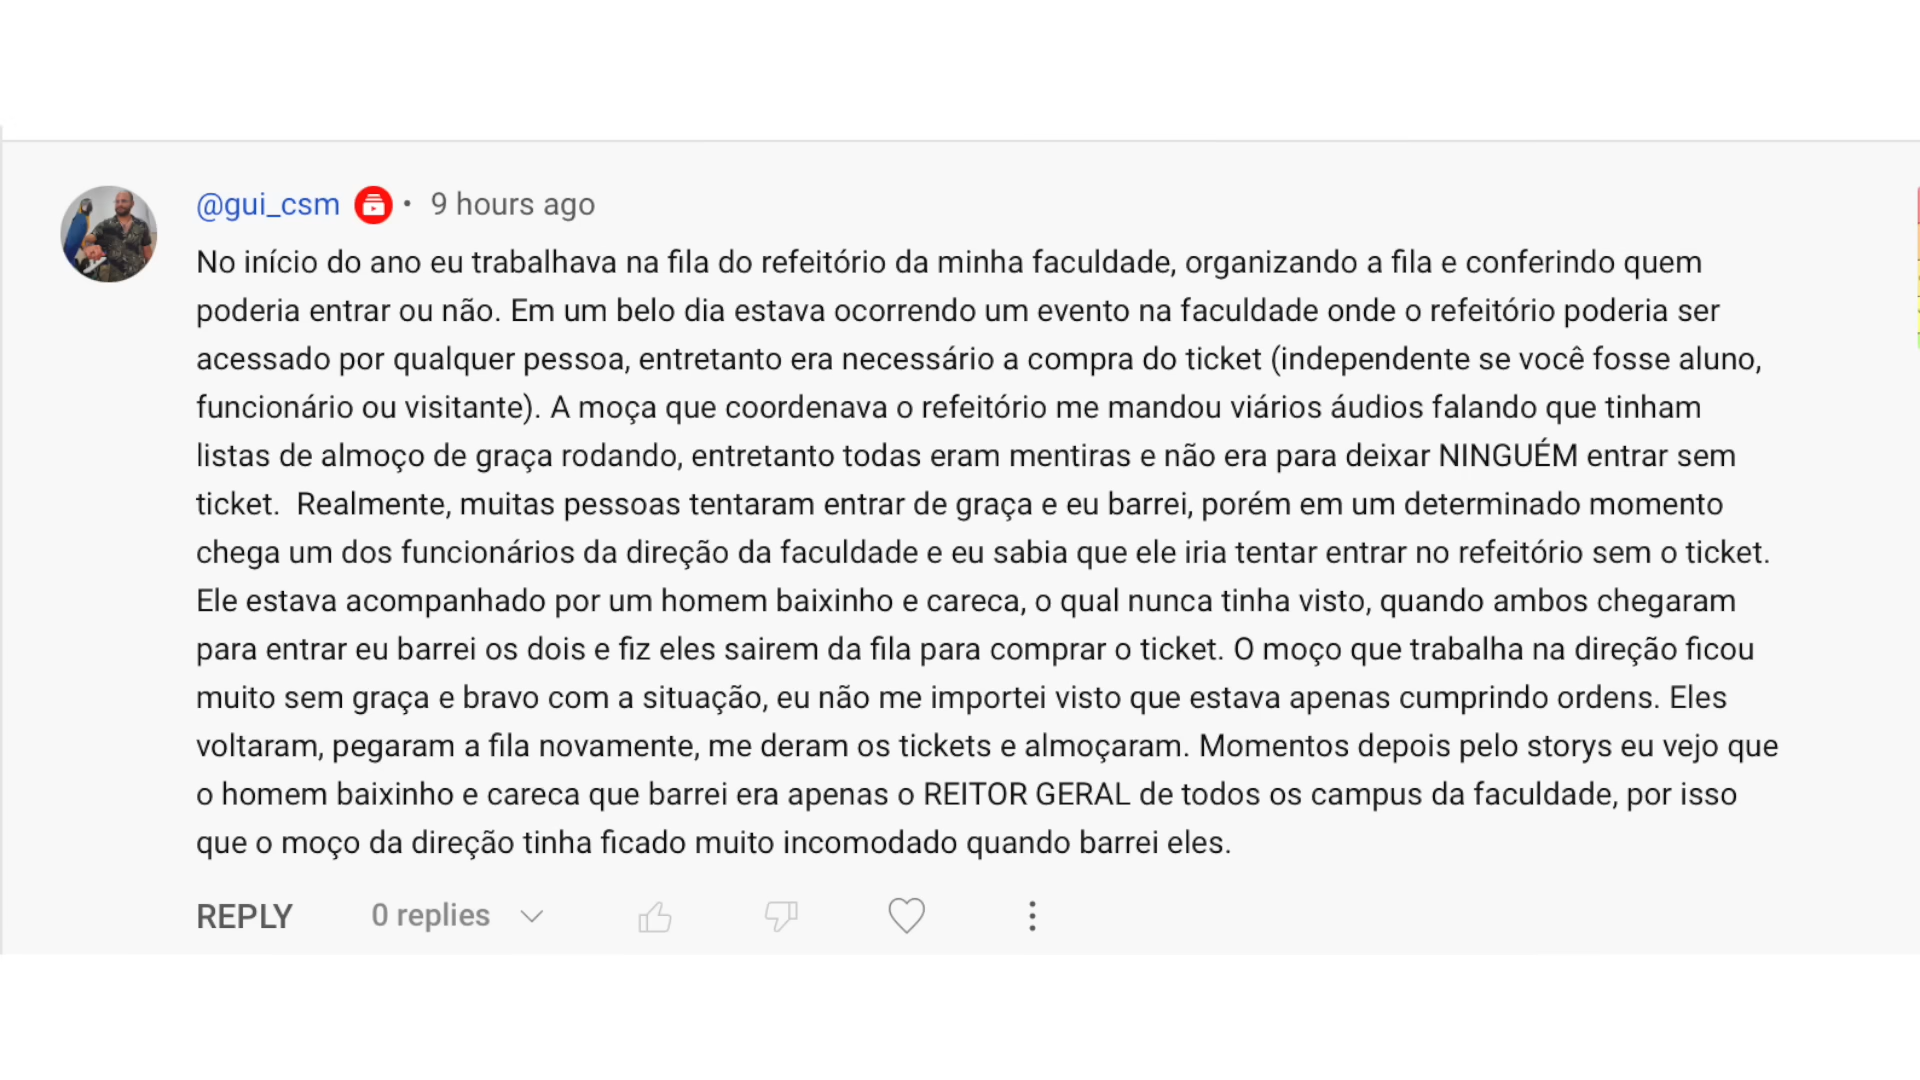 @gui_csm • 9 hours ago
No início do ano eu trabalhava na fila do refeitório da minha faculdade, organizando a fila e conferindo quem
poderia entrar ou não. Em um belo dia estava ocorrendo um evento na faculdade onde o refeitório poderia ser
acessado por qualquer pessoa, entretanto era necessário a compra do ticket (independente se você fosse aluno,
funcionário ou visitante). A moça que coordenava o refeitório me mandou viários áudios falando que tinham
listas de almoço de graça rodando, entretanto todas eram mentiras e não era para deixar NINGUÉM entrar sem
ticket.  Realmente, muitas pessoas tentaram entrar de graça e eu barrei, porém em um determinado momento
chega um dos funcionários da direção da faculdade e eu sabia que ele iria tentar entrar no refeitório sem o ticket.
Ele estava acompanhado por um homem baixinho e careca, o qual nunca tinha visto, quando ambos chegaram
para entrar eu barrei os dois e fiz eles sairem da fila para comprar o ticket. O moço que trabalha na direção ficou
muito sem graça e bravo com a situação, eu não me importei visto que estava apenas cumprindo ordens. Eles
voltaram, pegaram a fila novamente, me deram os tickets e almoçaram. Momentos depois pelo storys eu vejo que
o homem baixinho e careca que barrei era apenas o REITOR GERAL de todos os campus da faculdade, por isso
que o moço da direção tinha ficado muito incomodado quando barrei eles.
REPLY 0 replies